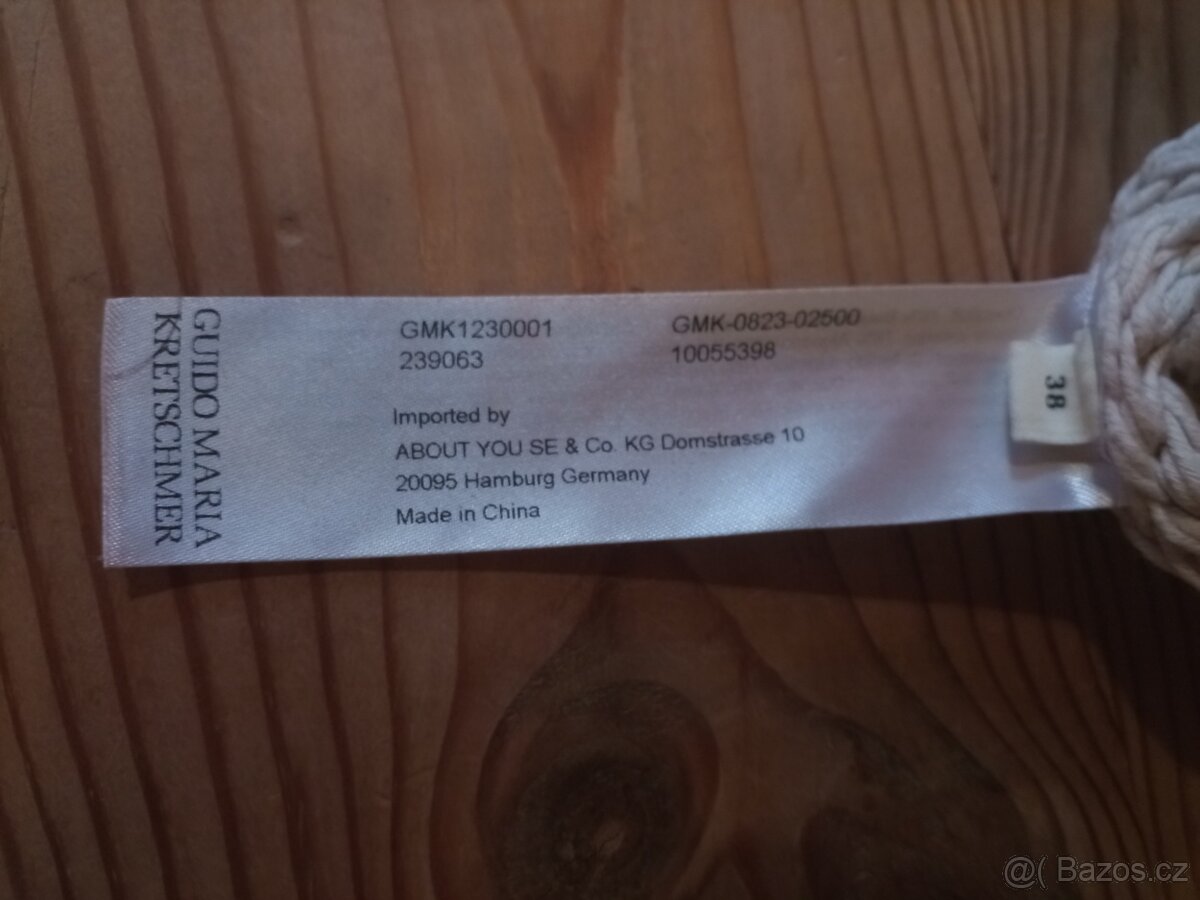 GUIDO MARIA
KRETSCHMER
GMK1230001
239063
GMK-0823-02500
10055398
Imported by
ABOUT YOU SE & Co. KG Domstrasse 10
20095 Hamburg Germany
Made in China
38
@( Bazos.cz